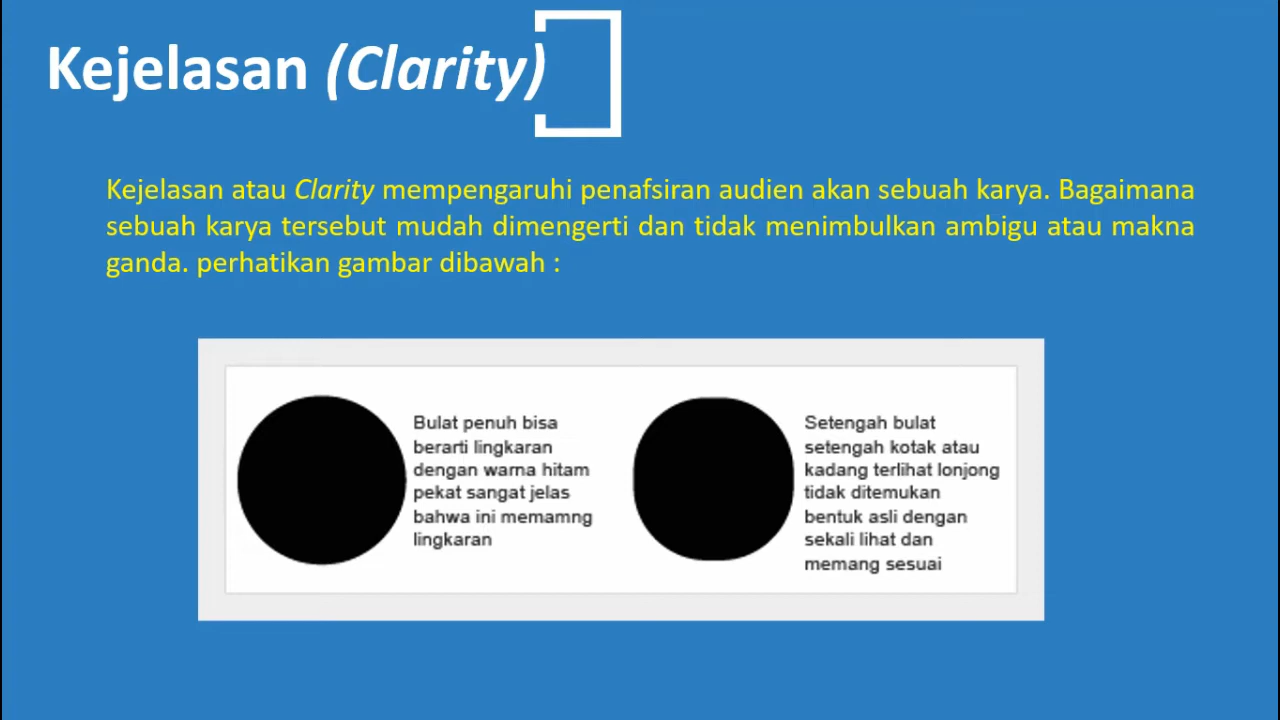 Kejelasan (Clarity)
Kejelasan atau Clarity mempengaruhi penafsiran audien akan sebuah karya. Bagaimana
sebuah karya tersebut mudah dimengerti dan tidak menimbulkan ambigu atau makna
ganda. perhatikan gambar dibawah :
Bulat penuh bisa
berarti lingkaran
dengan warna hitam
pekat sangat jelas
bahwa ini memamng
lingkaran
Setengah bulat
setengah kotak atau
kadang terlihat lonjong
tidak ditemukan
bentuk asli dengan
sekali lihat dan
memang sesuai